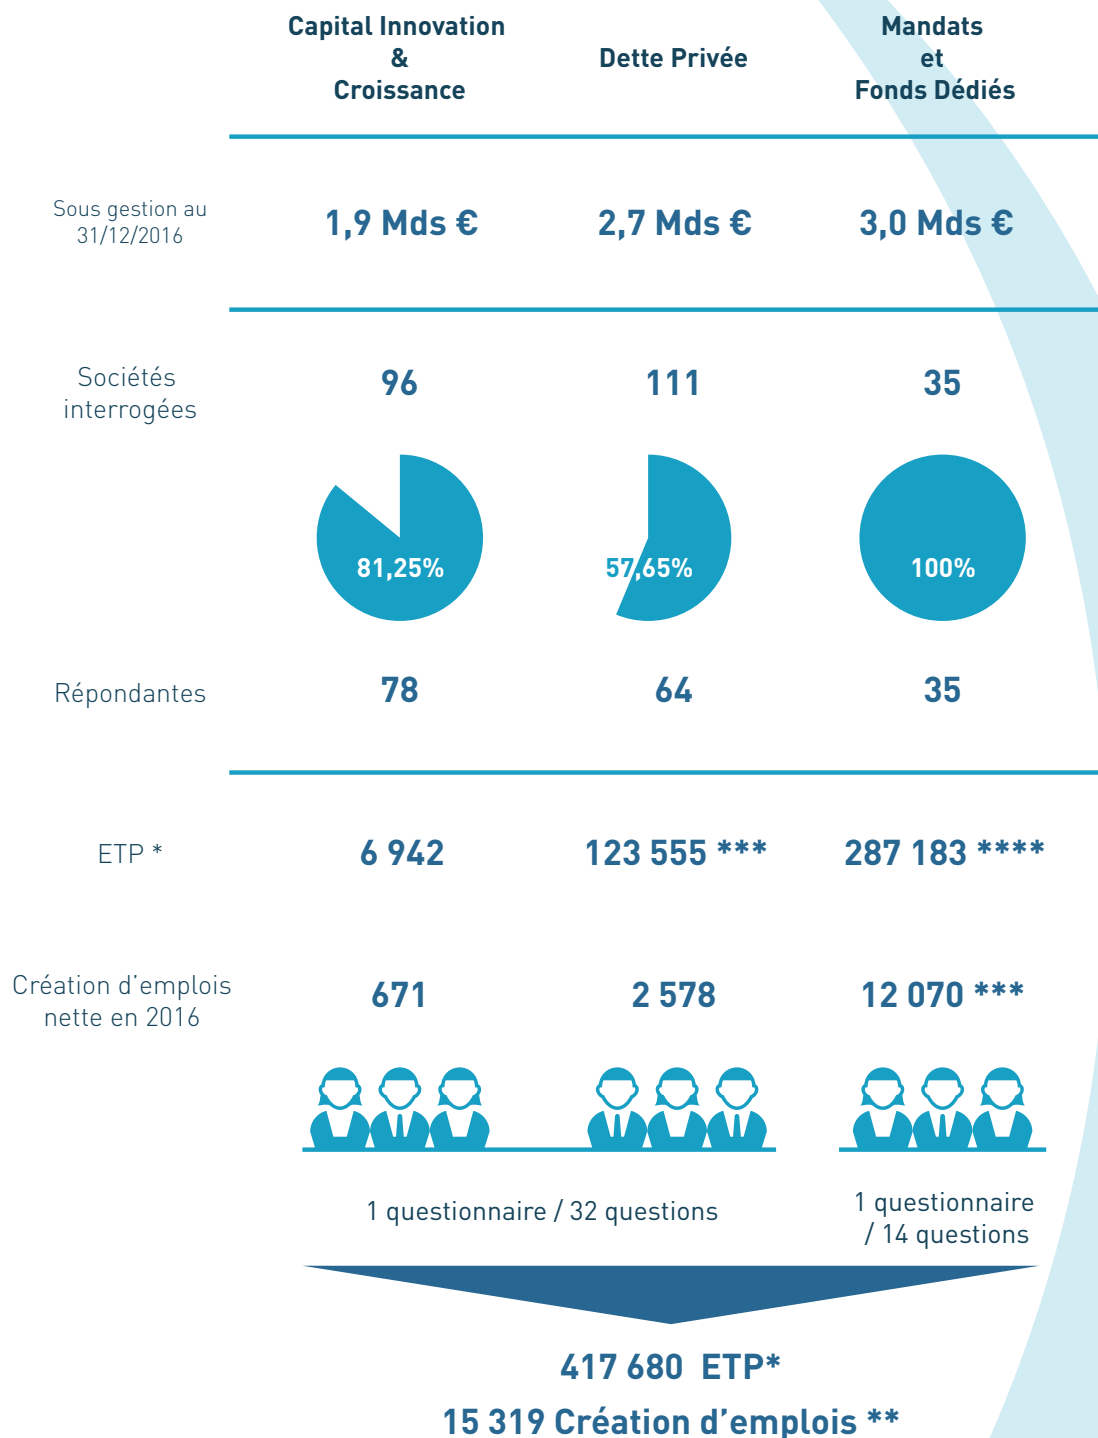 Capital Innovation
&
Croissance
Dette Privée
Mandats
et
Fonds Dédiés
Sous gestion au
31/12/2016
1,9 Mds €
2,7 Mds €
3,0 Mds €
Sociétés
interrogées
96
111
35
81,25%
57,65%
100%
Répondantes
78
64
35
ETP *
6 942
123 555 ***
287 183 ****
Création d’emplois
nette en 2016
671
2 578
12 070 ***
1 questionnaire / 32 questions
1 questionnaire
/ 14 questions
417 680 ETP*
15 319 Création d’emplois **